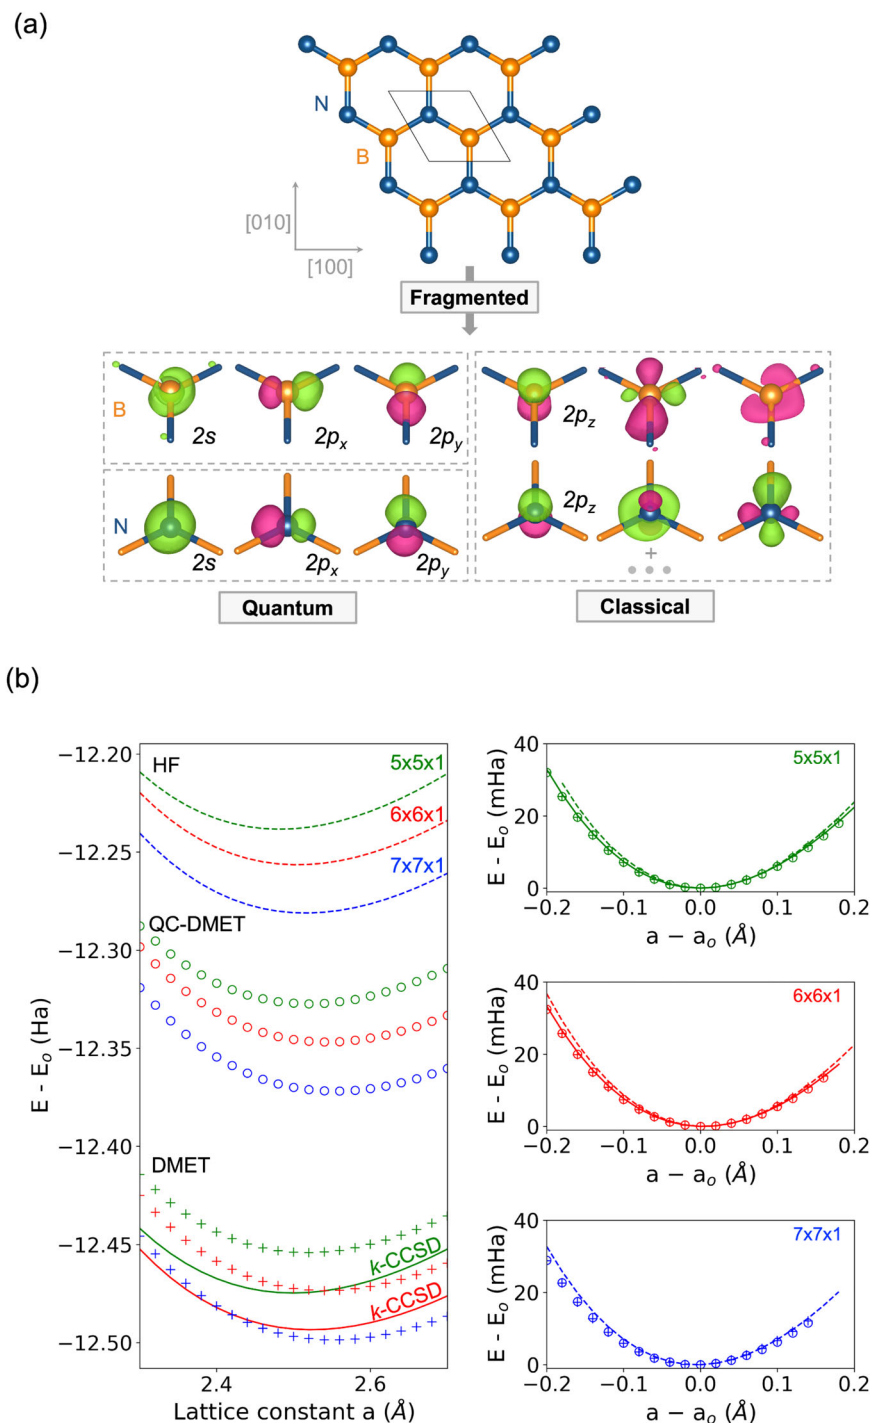 (a)
N
B
[010]
[100]
Fragmented
B
2s
2px
2py
2pz
N
2s
2px
2py
2pz
+
Quantum
Classical
(b)
−12.20
−12.25
−12.30
−12.35
−12.40
−12.45
−12.50
E - Eo (Ha)
HF
5x5x1
6x6x1
7x7x1
QC-DMET
DMET
k-CCSD
k-CCSD
2.4
2.6
Lattice constant a (Å)
40
20
0
E - Eo (mHa)
5x5x1
−0.2
−0.1
0.0
0.1
0.2
a − ao (Å)
40
20
0
E - Eo (mHa)
6x6x1
−0.2
−0.1
0.0
0.1
0.2
a − ao (Å)
40
20
0
E - Eo (mHa)
7x7x1
−0.2
−0.1
0.0
0.1
0.2
a − ao (Å)